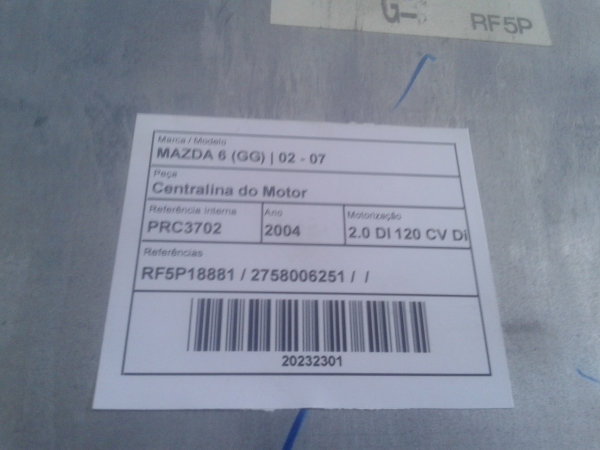 RF5P
Marca / Modelo
MAZDA 6 (GG) | 02 - 07
Peça
Centralina do Motor
Referência Interna
PRC3702
Ano
2004
Motorização
2.0 DI 120 CV Di
Referências
RF5P18881 / 2758006251 / /
20232301